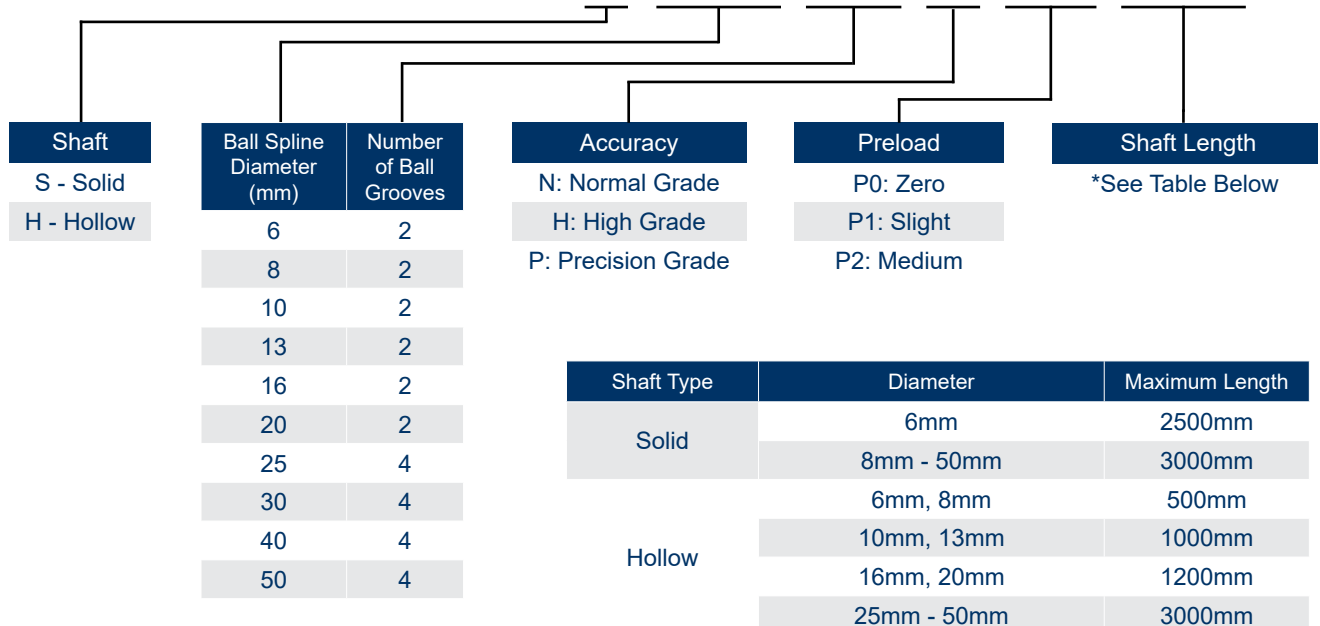 Shaft
S - Solid
H - Hollow
Ball Spline
Diameter
(mm)
Number
of Ball
Grooves
6 2
8 2
10 2
13 2
16 2
20 2
25 4
30 4
40 4
50 4
Accuracy
N: Normal Grade
H: High Grade
P: Precision Grade
Preload
P0: Zero
P1: Slight
P2: Medium
Shaft Length
*See Table Below
Shaft Type Diameter Maximum Length
Solid
6mm 2500mm
8mm - 50mm 3000mm
Hollow
6mm, 8mm 500mm
10mm, 13mm 1000mm
16mm, 20mm 1200mm
25mm - 50mm 3000mm